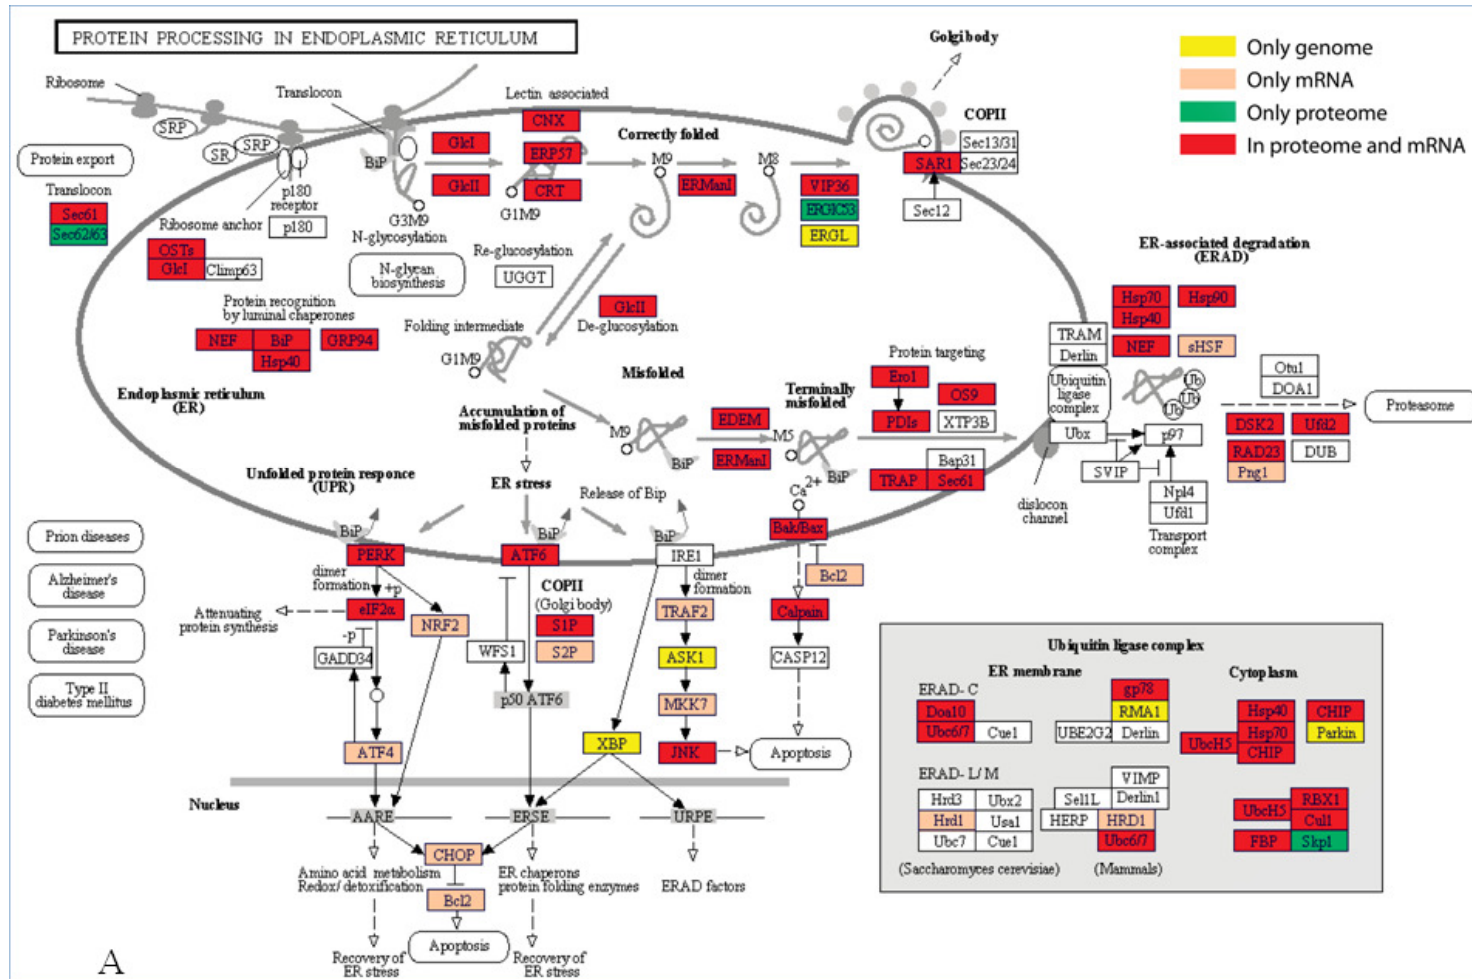 PROTEIN PROCESSING IN ENDOPLASMIC RETICULUM
Only genome
Only mRNA
Only proteome
In proteome and mRNA
Golgi body
Ribosome
Translocon
Lectin associated
CNX
COPII
SRP
SR
SRP
BiP
GlcI
ERP57
Correctly folded
M9
M8
Sec13/31
SAR1
Sec23/24
Protein export
GlcII
CRT
ERManI
VIP36
Translocon
p180
receptor
G3M9
G1M9
ERGIC53
Sec12
Sec61
Sec62/63
Ribosome anchor
p180
N-glycosylation
Re-glucosylation
ERGL
ER-associated degradation
(ERAD)
OSTs
GlcI
Climp63
N-glycan
biosynthesis
UGGT
Hsp70
Hsp90
Hsp40
Protein recognition
by luminal chaperones
GlcII
De-glucosylation
Folding intermediate
NEF
BiP
GRP94
Hsp40
TRAM
Derlin
NEF
sHSF
G1M9
Misfolded
Protein targeting
Otu1
DOA1
Endoplasmic reticulum
(ER)
Accumulation of
misfolded proteins
Terminally
misfolded
Ero1
OS9
Ubiquitin
ligase
complex
Ub
Ub
Ub
Proteasome
M9
EDEM
M5
PDIs
XTP3B
Ubx
p97
DSK2
Ufd2
BiP
ERManI
BiP
Bap31
TRAP
Sec61
SVIP
RAD23
DUB
Png1
Unfolded protein responce
(UPR)
ER stress
Release of Bip
Ca2+
dislocon
channel
Npl4
Ufd1
Transport
complex
Prion diseases
BiP
BiP
BiP
Bak/Bax
PERK
ATF6
IRE1
Bcl2
Alzheimer's
disease
dimer
formation
+p
COPII
(Golgi body)
dimer
formation
Attenuating
protein synthesis
eIF2α
NRF2
S1P
TRAF2
Calpain
Parkinson's
disease
-p
GADD34
WFS1
S2P
ASK1
CASP12
Type II
diabetes mellitus
p50 ATF6
MKK7
ATF4
XBP
JNK
Apoptosis
Nucleus
AARE
ERSE
URPE
CHOP
Amino acid metabolism
Redox/ detoxification
ER chaperons
protein folding enzymes
ERAD factors
Bcl2
Apoptosis
Recovery of
ER stress
Recovery of
ER stress
Ubiquitin ligase complex
ER membrane
Cytoplasm
ERAD- C
Doa10
Ubc6/7
Cue1
gp78
RMA1
UBE2G2
Derlin
Hsp40
CHIP
Hsp70
Parkin
UbcH5
CHIP
ERAD- L/ M
Hrd3
Ubx2
Hrd1
Usa1
Ubc7
Cue1
VIMP
Sel1L
Derlin1
HERP
HRD1
Ubc6/7
RBX1
UbcH5
Cul1
FBP
Skp1
(Saccharomyces cerevisiae)
(Mammals)
A